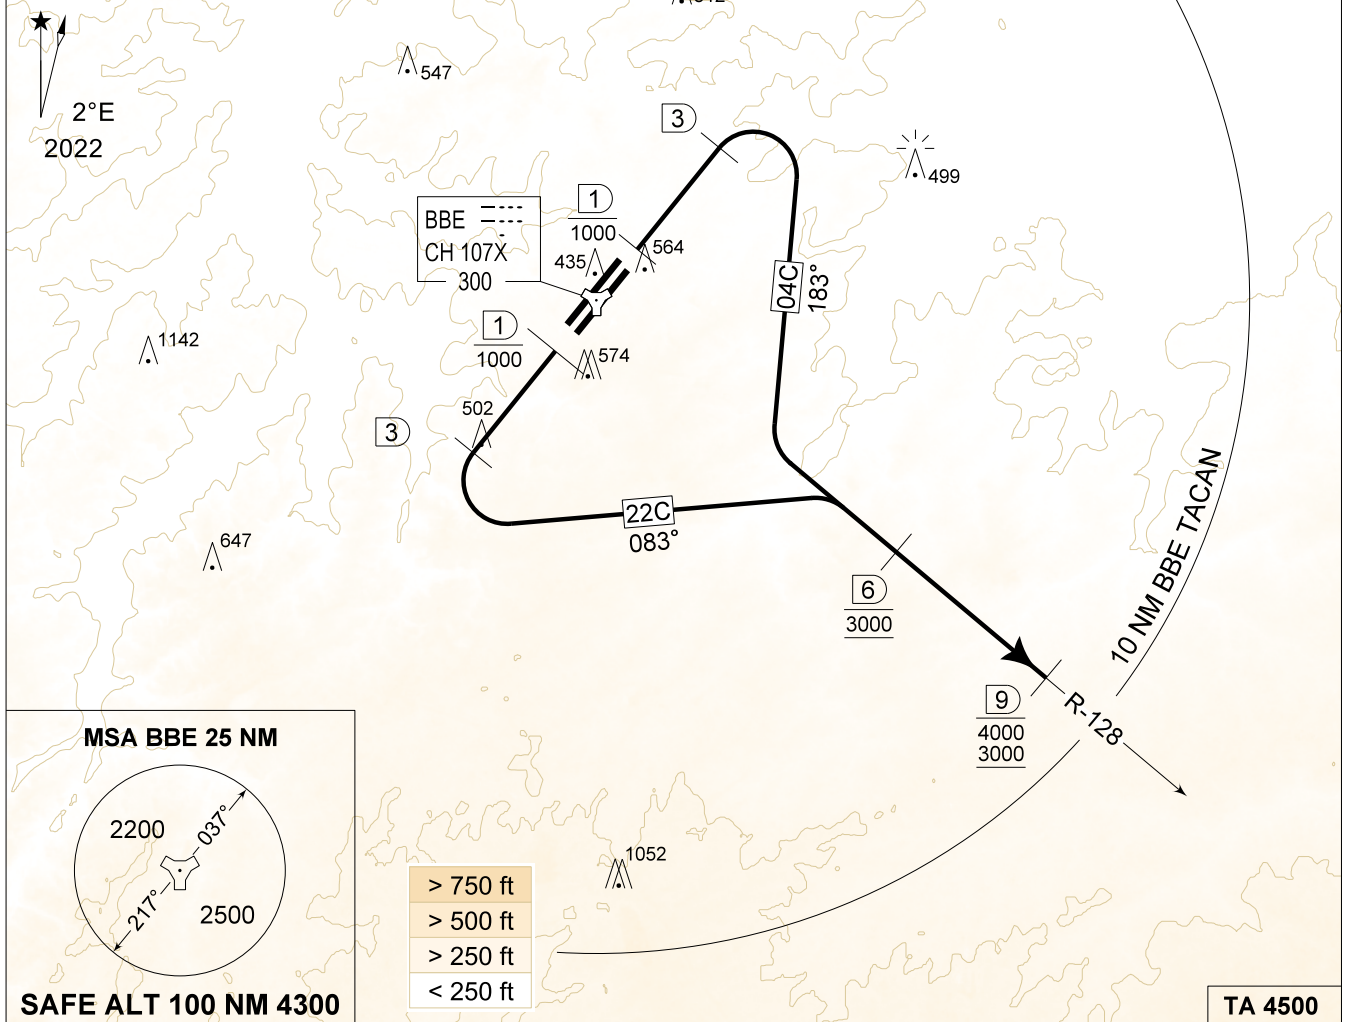 2°E
2022
547
3
499
1
1000
BBE
CH 107X
300
435
564
04C
183°
1
1000
574
1142
502
3
22C
083°
647
6
3000
10 NM BBE TACAN
9
4000
3000
R-128
MSA BBE 25 NM
2200
037°
217°
2500
SAFE ALT 100 NM 4300
1052
> 750 ft
> 500 ft
> 250 ft
< 250 ft
TA 4500